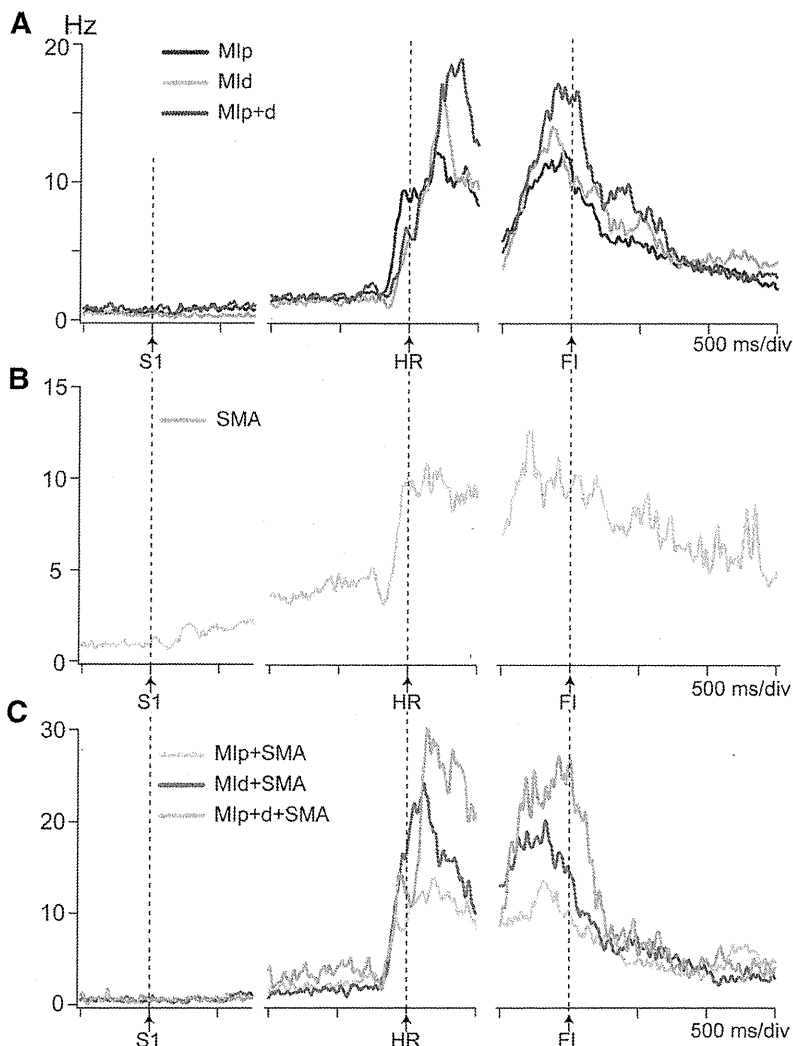 A Hz
20
MIp
MId
MIp+d
10
0
S1 HR FI 500 ms/div
B
15
SMA
10
5
0
S1 HR FI 500 ms/div
C
30
MIp+SMA
MId+SMA
MIp+d+SMA
20
10
0
S1 HR FI 500 ms/div